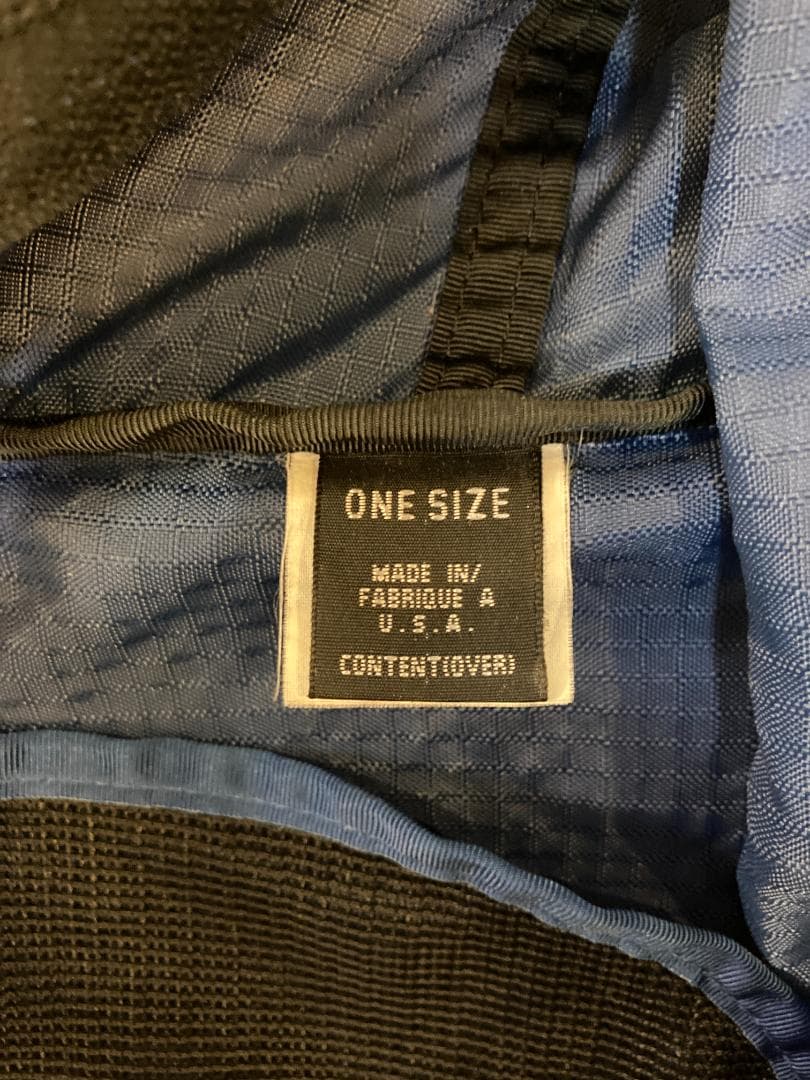 ONE SIZE
MADE IN/
FABRIQUE A
U.S.A.
CONTENT(OVER)